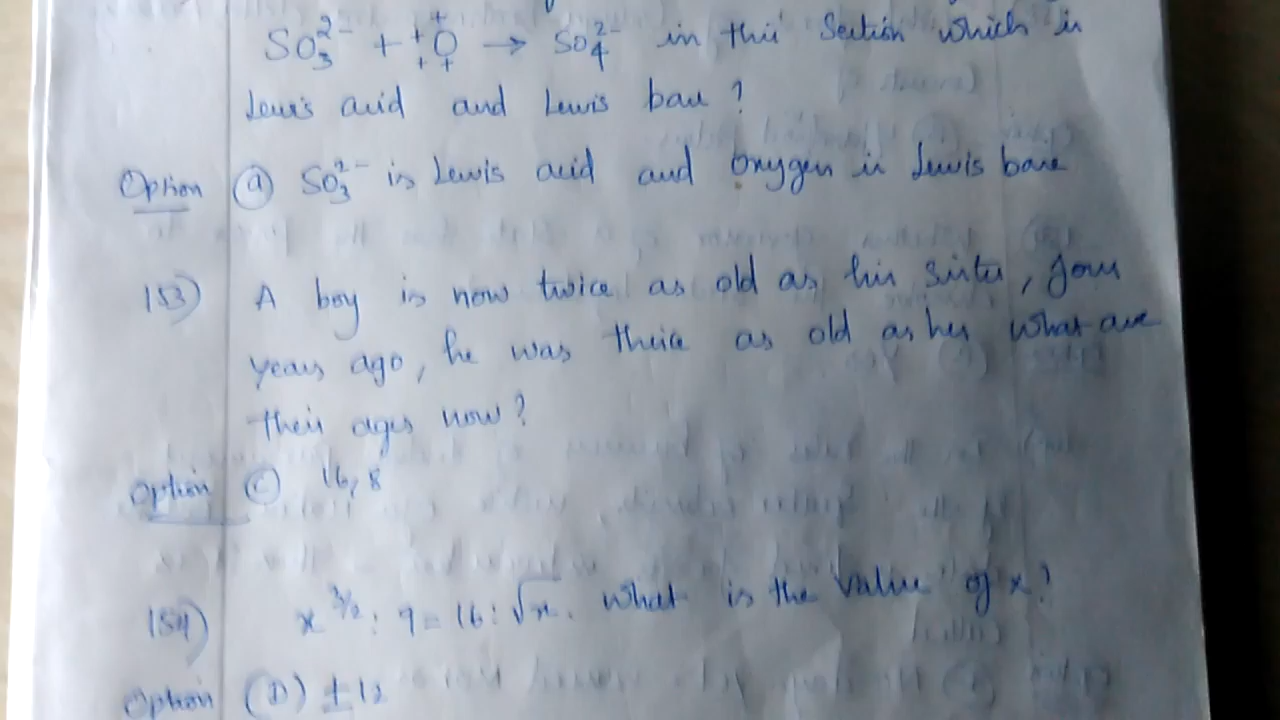 SO₃²⁻ + ⁺₊Ö₊⁺ → SO₄²⁻ in this Section which is
Lewis acid and Lewis base ?
Option (a) SO₃²⁻ is Lewis acid and Oxygen is Lewis base
153) A boy is now twice as old as his sister, four
years ago, he was thrice as old as her what are
their ages now?
Option (C) 16, 8
154) x^3/2 : 9 = 16 : √x. What is the value of x?
Option (D) ±12